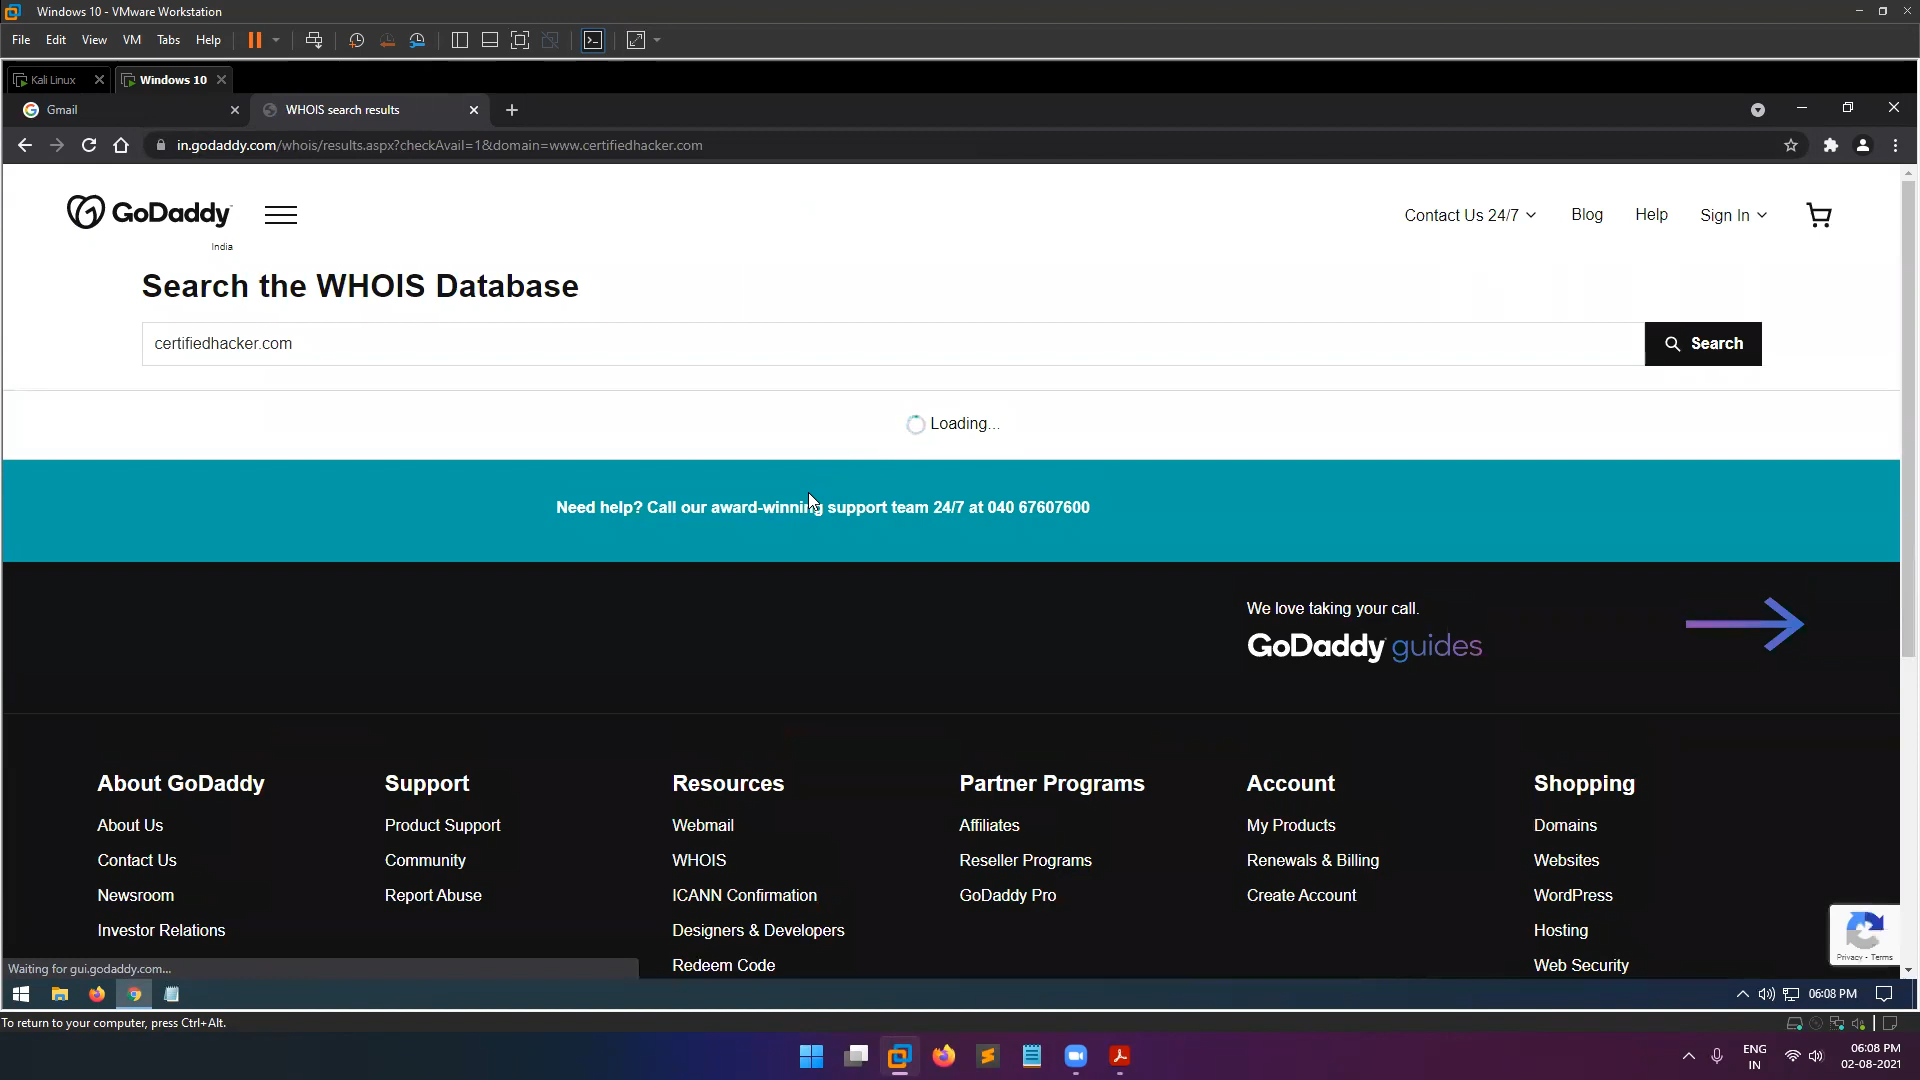 Windows 10 - VMware Workstation
File Edit View VM Tabs Help
Kali Linux Windows 10
Gmail WHOIS search results
in.godaddy.com/whois/results.aspx?checkAvail=1&domain=www.certifiedhacker.com
GoDaddy
India
Contact Us 24/7 Blog Help Sign In
Search the WHOIS Database
certifiedhacker.com
Search
Loading...
Need help? Call our award-winning support team 24/7 at 040 67607600
We love taking your call.
GoDaddy guides
About GoDaddy Support Resources Partner Programs Account Shopping
About Us Product Support Webmail Affiliates My Products Domains
Contact Us Community WHOIS Reseller Programs Renewals & Billing Websites
Newsroom Report Abuse ICANN Confirmation GoDaddy Pro Create Account WordPress
Investor Relations Designers & Developers Hosting
Redeem Code Web Security
Privacy - Terms
Waiting for gui.godaddy.com...
06:08 PM
To return to your computer, press Ctrl+Alt.
ENG
IN
06:08 PM
02-08-2021